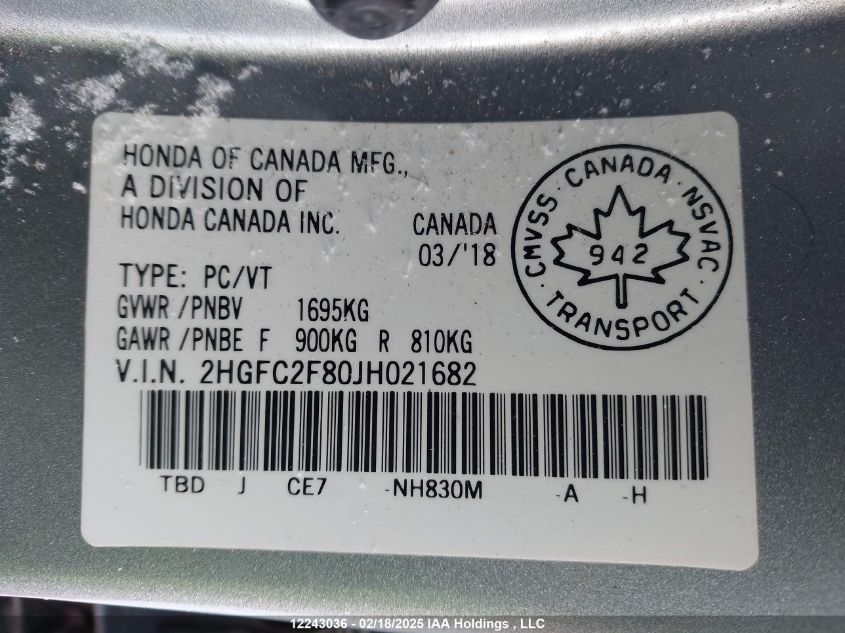 HONDA OF CANADA MFG.,
A DIVISION OF
HONDA CANADA INC. CANADA
03/'18
TYPE: PC/VT
GVWR /PNBV 1695KG
GAWR /PNBE F 900KG R 810KG
V.I.N. 2HGFC2F80JH021682
TBD J CE7 -NH830M -A -H
CMVSS · CANADA · NSVAC
942
· TRANSPORT ·
12243036 - 02/18/2025 IAA Holdings , LLC